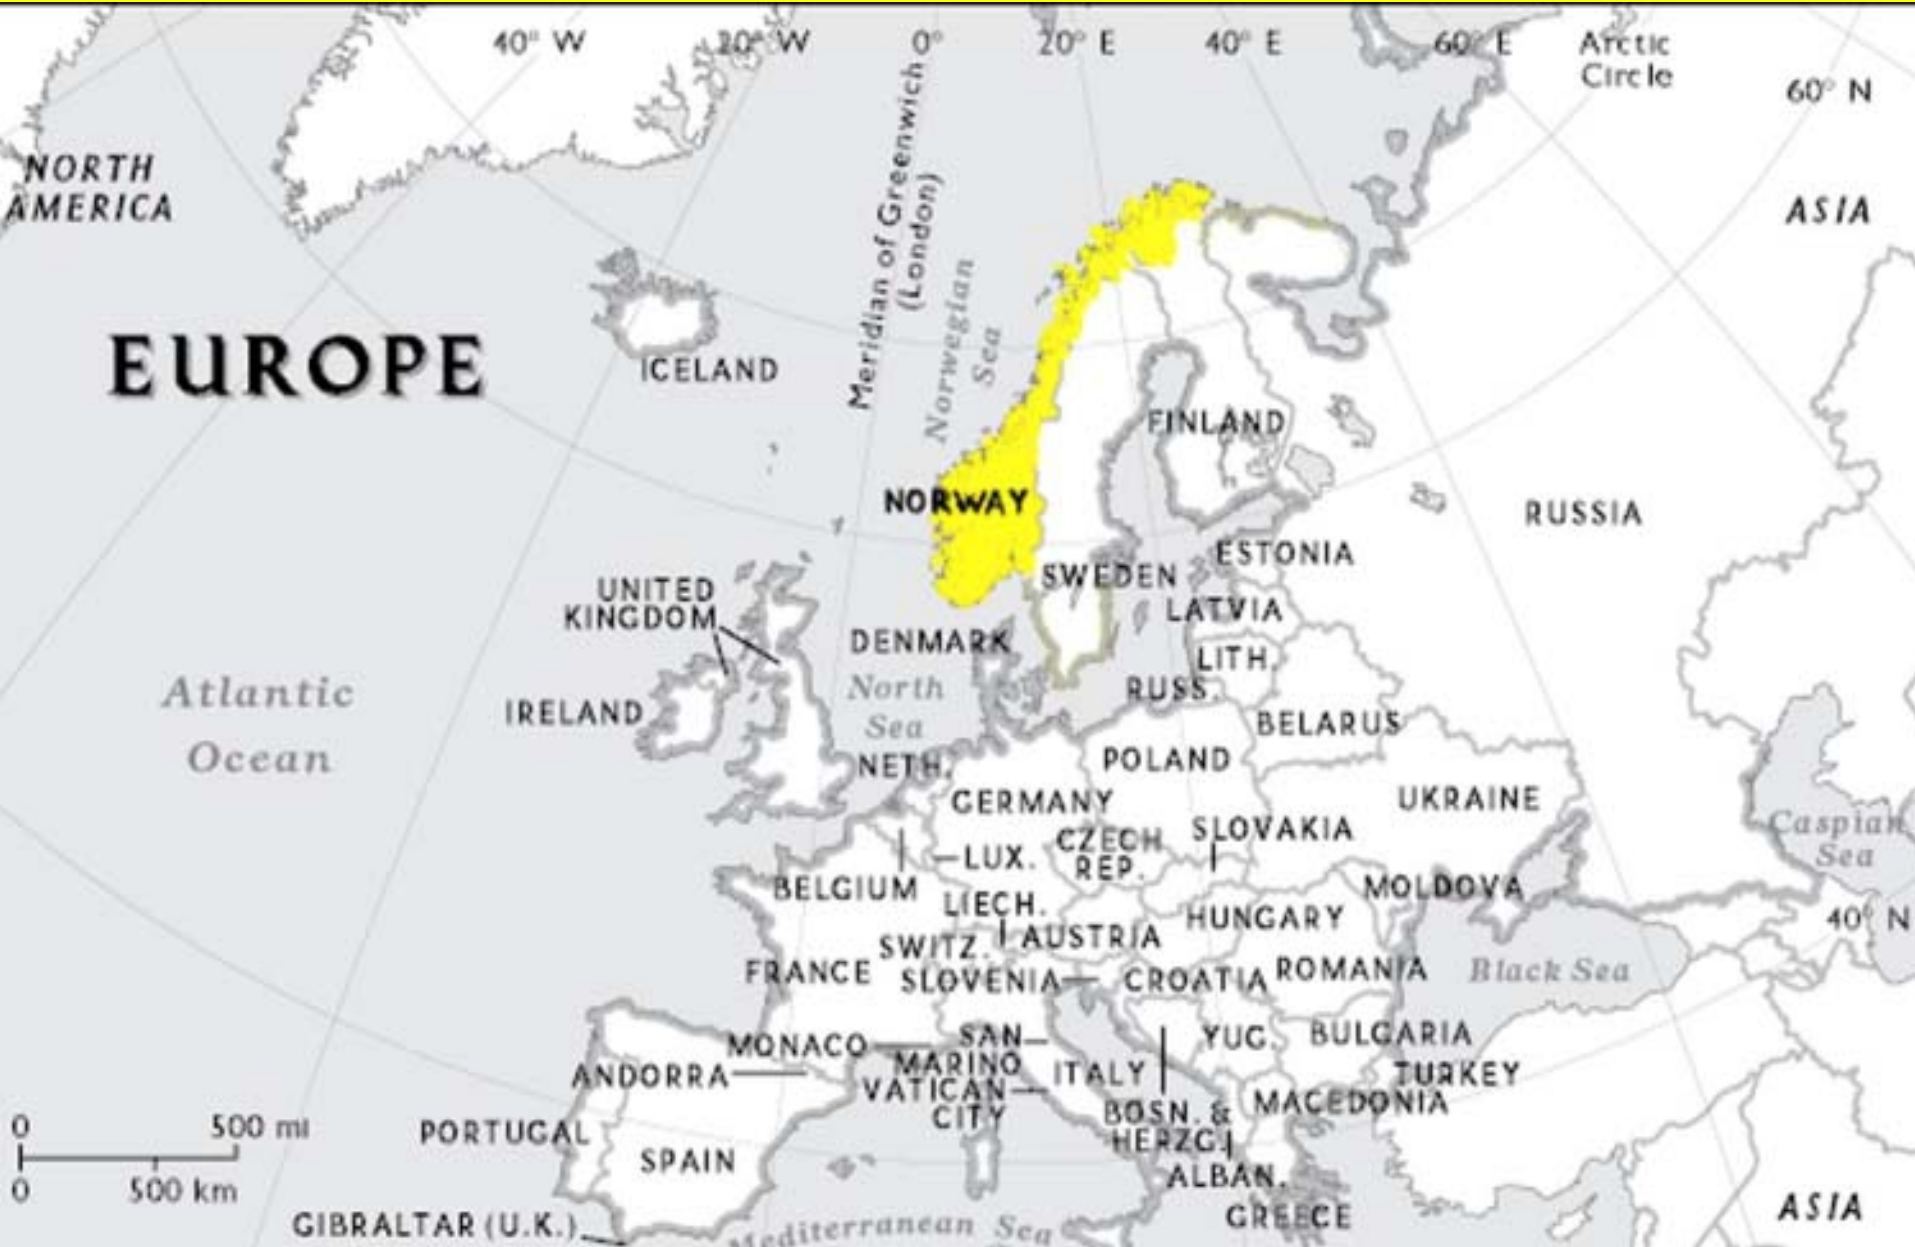 40° W
20° W
0°
20° E
40° E
60° E
Arctic
Circle
60° N
NORTH
AMERICA
ASIA
Meridian of Greenwich
(London)
Norwegian
Sea
EUROPE
ICELAND
FINLAND
NORWAY
RUSSIA
ESTONIA
SWEDEN
UNITED
KINGDOM
LATVIA
DENMARK
LITH.
North
Sea
RUSS.
Atlantic
Ocean
IRELAND
BELARUS
NETH.
POLAND
GERMANY
UKRAINE
Caspian
Sea
SLOVAKIA
CZECH
REP.
LUX.
BELGIUM
MOLDOVA
LIECH.
HUNGARY
40° N
AUSTRIA
SWITZ.
FRANCE
SLOVENIA
CROATIA
ROMANIA
Black Sea
MONACO
SAN
MARINO
YUG.
BULGARIA
ANDORRA
VATICAN
CITY
ITALY
TURKEY
BOSN. &
HERZG.
MACEDONIA
0
500 mi
0
500 km
PORTUGAL
SPAIN
ALBAN.
GREECE
ASIA
GIBRALTAR (U.K.)
Mediterranean Sea